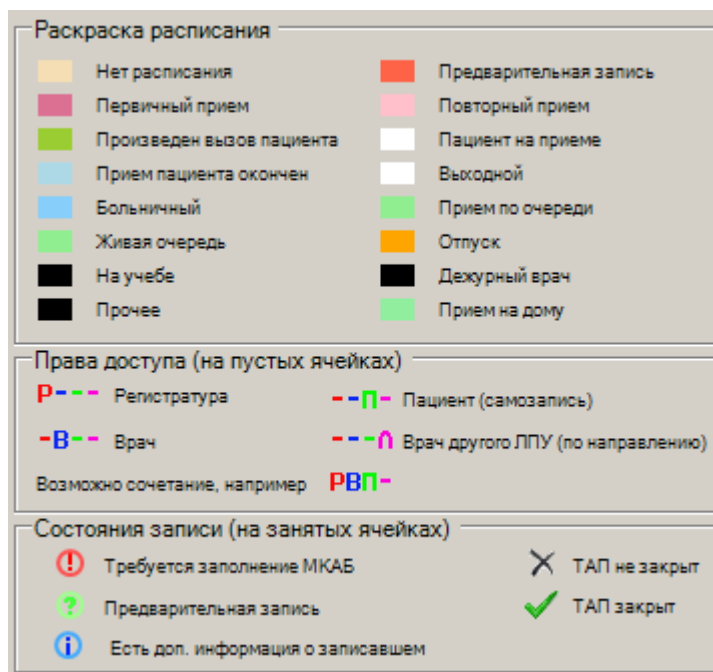 Раскраска расписания
Нет расписания Предварительная запись
Первичный прием Повторный прием
Произведен вызов пациента Пациент на приеме
Прием пациента окончен Выходной
Больничный Прием по очереди
Живая очередь Отпуск
На учебе Дежурный врач
Прочее Прием на дому
Права доступа (на пустых ячейках)
Р--- Регистратура --П- Пациент (самозапись)
-В-- Врач ---Л Врач другого ЛПУ (по направлению)
Возможно сочетание, например РВП-
Состояния записи (на занятых ячейках)
! Требуется заполнение МКАБ ТАП не закрыт
? Предварительная запись ТАП закрыт
i Есть доп. информация о записавшем